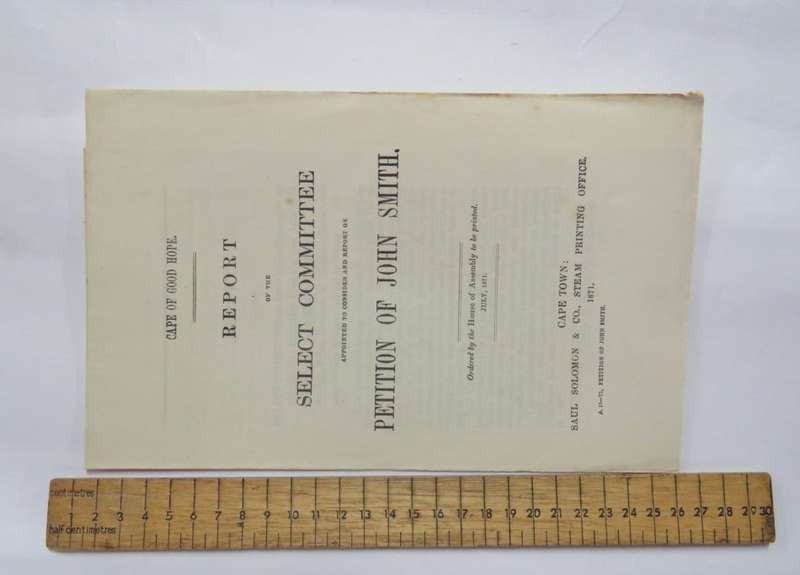 CAPE OF GOOD HOPE.
REPORT
OF THE
SELECT COMMITTEE
APPOINTED TO CONSIDER AND REPORT ON
PETITION OF JOHN SMITH.
Ordered by the House of Assembly to be printed.
JULY, 1871.
CAPE TOWN:
SAUL SOLOMON & CO., STEAM PRINTING OFFICE.
1871.
PETITION OF JOHN SMITH.
centimetres
1 2 3 4 5 6 7 8 9 10 11 12 13 14 15 16 17 18 19 20 21 22 23 24 25 26 27 28 29 30
half centimetres